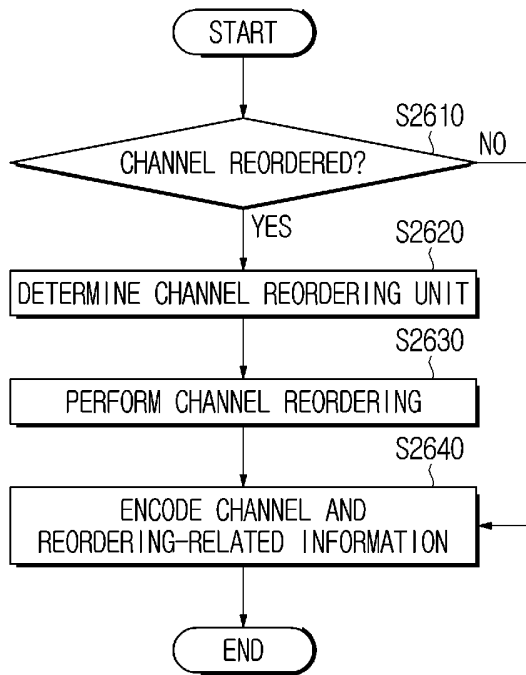 START
S2610
CHANNEL REORDERED?
NO
YES
S2620
DETERMINE CHANNEL REORDERING UNIT
S2630
PERFORM CHANNEL REORDERING
S2640
ENCODE CHANNEL AND
REORDERING-RELATED INFORMATION
END